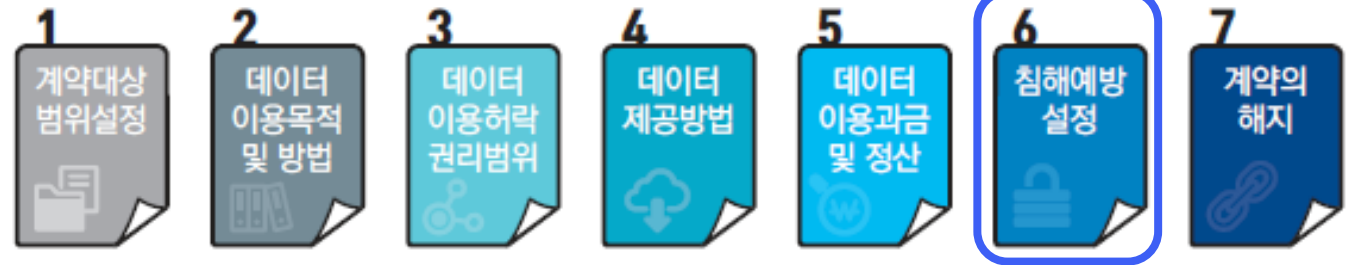 1
계약대상
범위설정
2
데이터
이용목적
및 방법
3
데이터
이용허락
권리범위
4
데이터
제공방법
5
데이터
이용과금
및 정산
6
침해예방
설정
7
계약의
해지